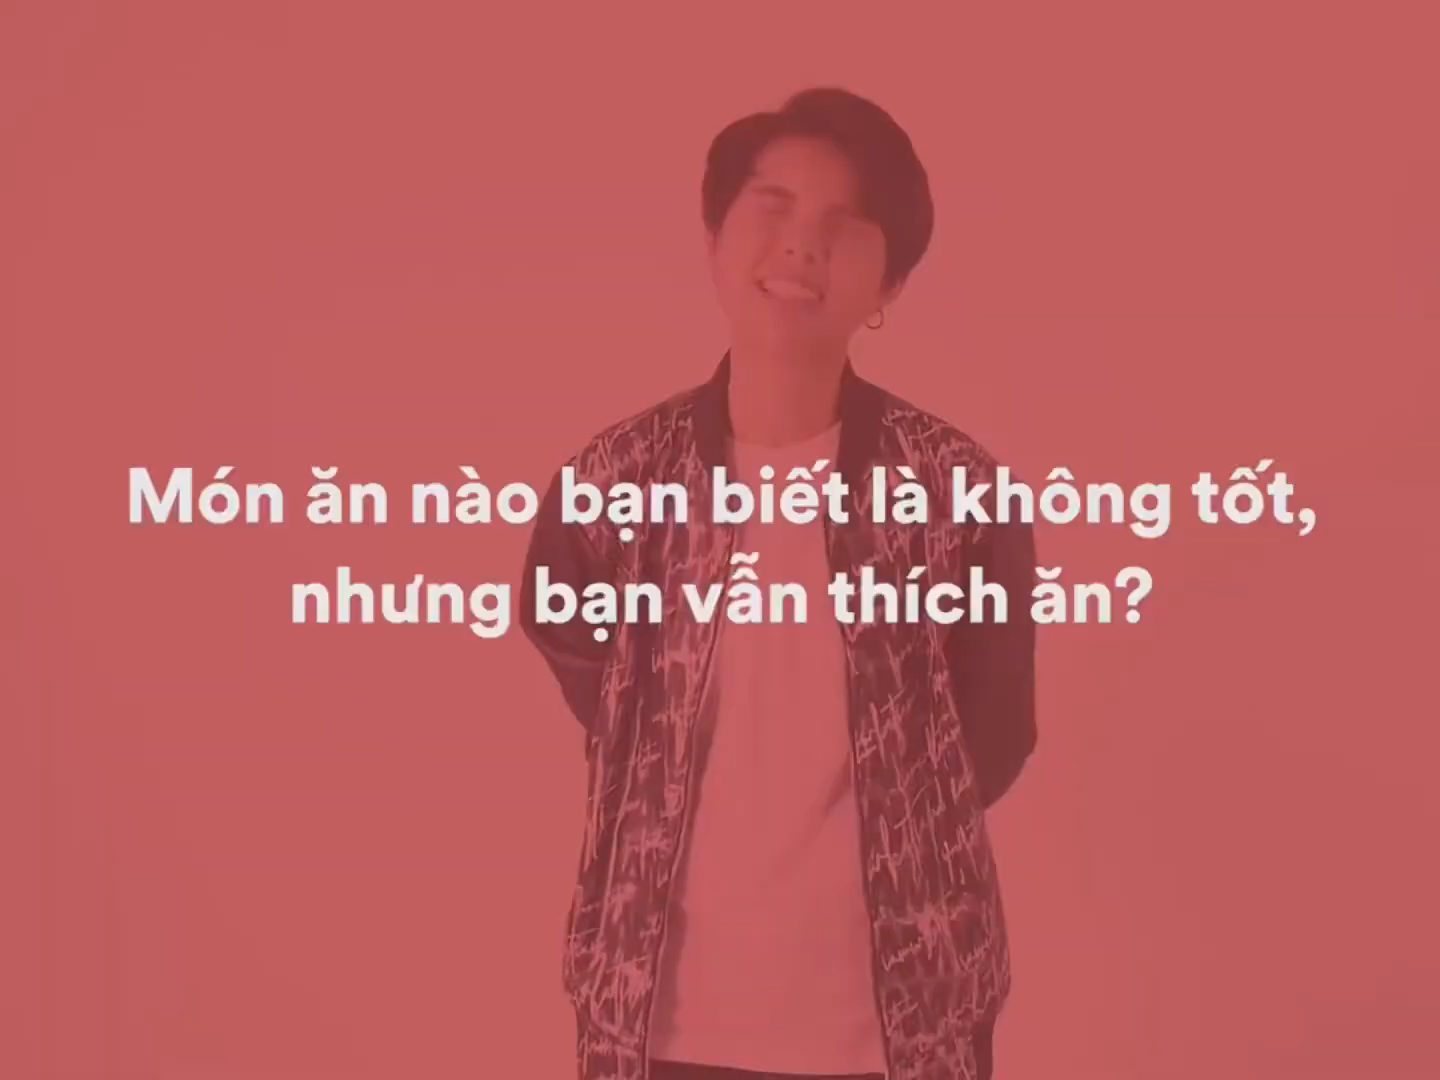 Món ăn nào bạn biết là không tốt,
nhưng bạn vẫn thích ăn?